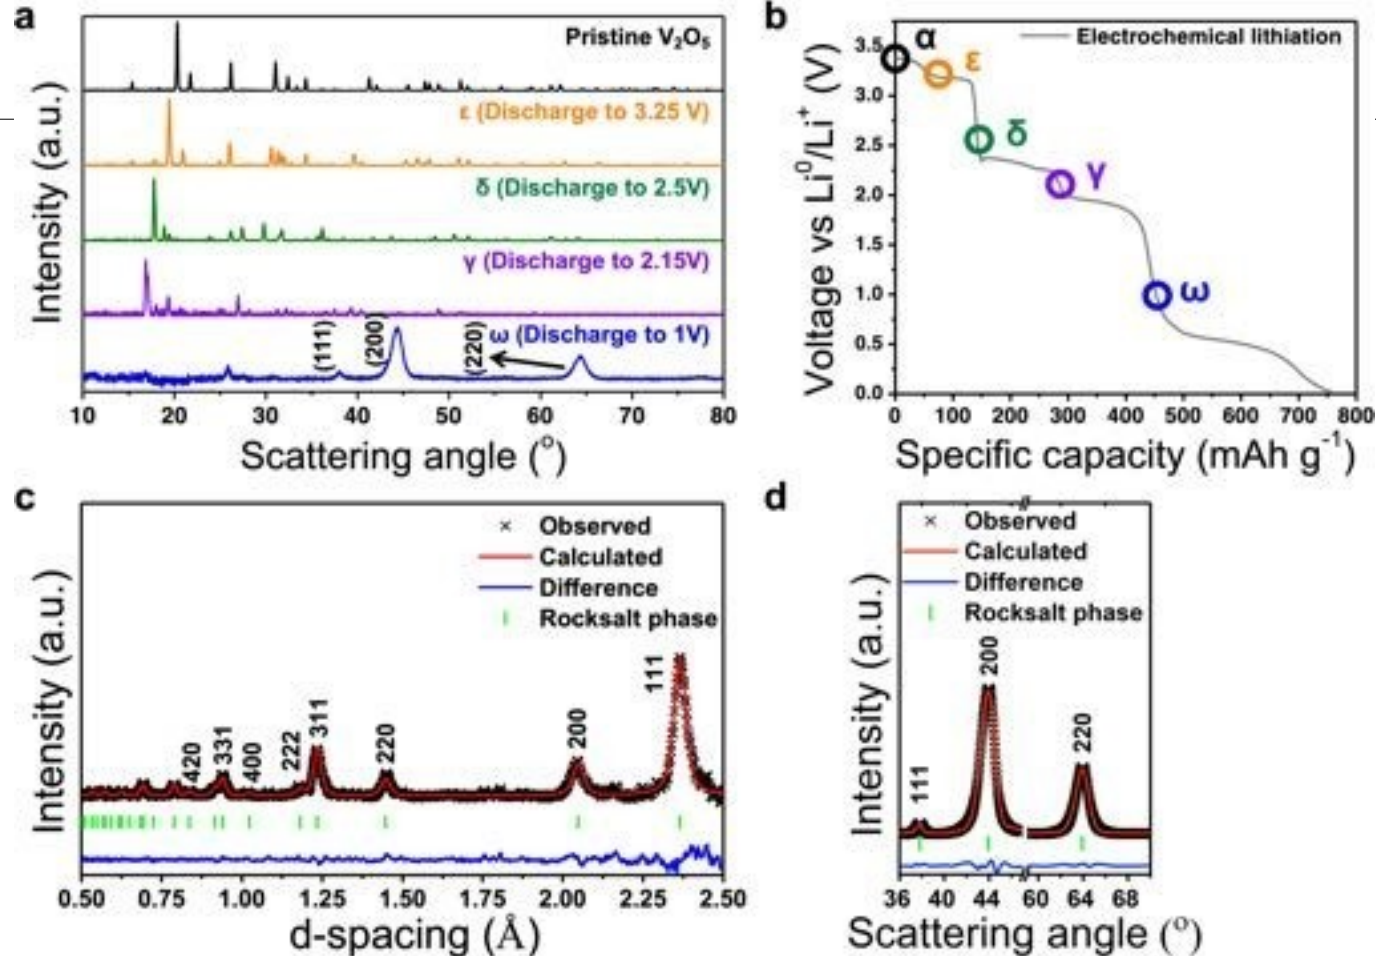 a
Pristine V₂O₅
ε (Discharge to 3.25 V)
δ (Discharge to 2.5V)
γ (Discharge to 2.15V)
ω (Discharge to 1V)
(111)
(200)
(220)
Intensity (a.u.)
10 20 30 40 50 60 70 80
Scattering angle (°)
b
Electrochemical lithiation
α
ε
δ
γ
ω
3.5
3.0
2.5
2.0
1.5
1.0
0.5
0.0
Voltage vs Li⁰/Li⁺ (V)
0 100 200 300 400 500 600 700 800
Specific capacity (mAh g⁻¹)
c
Observed
Calculated
Difference
Rocksalt phase
420
331
400
222
311
220
200
111
Intensity (a.u.)
0.50 0.75 1.00 1.25 1.50 1.75 2.00 2.25 2.50
d-spacing (Å)
d
Observed
Calculated
Difference
Rocksalt phase
111
200
220
Intensity (a.u.)
36 40 44 60 64 68
Scattering angle (°)